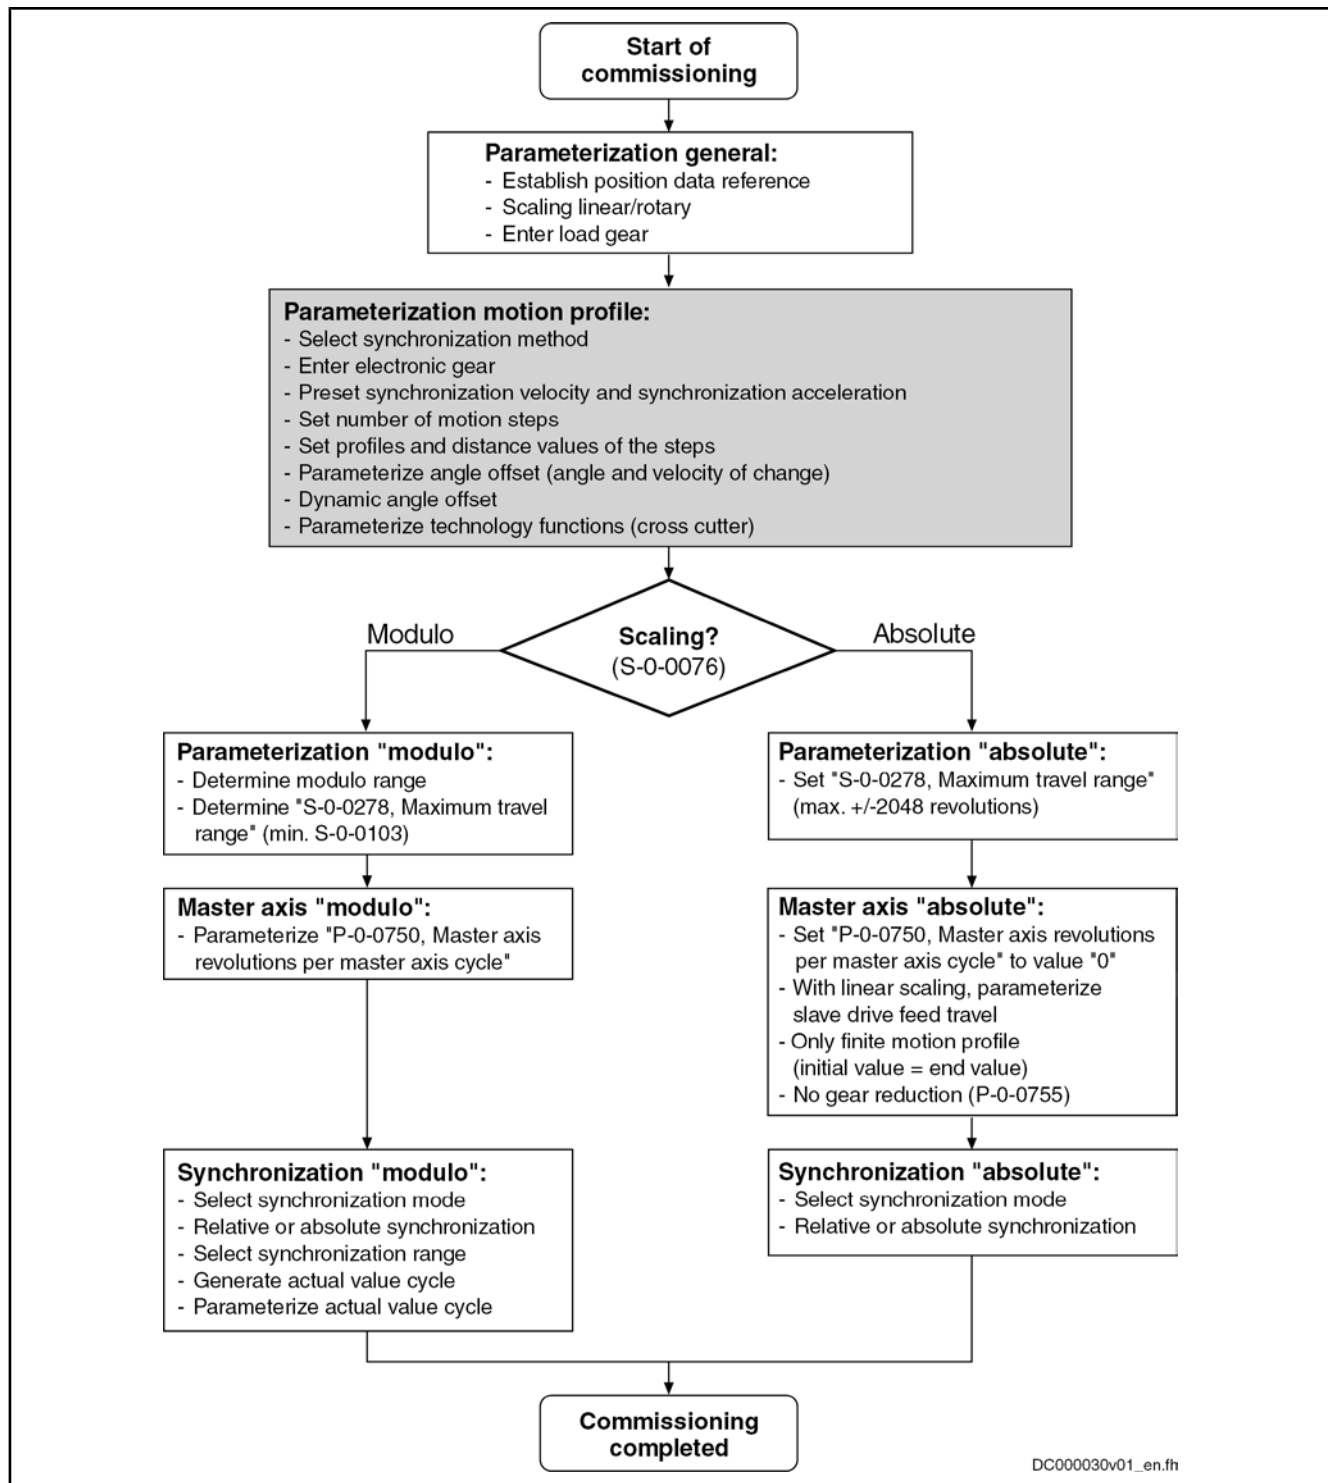 Start of
commissioning
Parameterization general:
- Establish position data reference
- Scaling linear/rotary
- Enter load gear
Parameterization motion profile:
- Select synchronization method
- Enter electronic gear
- Preset synchronization velocity and synchronization acceleration
- Set number of motion steps
- Set profiles and distance values of the steps
- Parameterize angle offset (angle and velocity of change)
- Dynamic angle offset
- Parameterize technology functions (cross cutter)
Modulo
Scaling?
(S-0-0076)
Absolute
Parameterization "modulo":
- Determine modulo range
- Determine "S-0-0278, Maximum travel
range" (min. S-0-0103)
Parameterization "absolute":
- Set "S-0-0278, Maximum travel range"
(max. +/-2048 revolutions)
Master axis "modulo":
- Parameterize "P-0-0750, Master axis
revolutions per master axis cycle"
Master axis "absolute":
- Set "P-0-0750, Master axis revolutions
per master axis cycle" to value "0"
- With linear scaling, parameterize
slave drive feed travel
- Only finite motion profile
(initial value = end value)
- No gear reduction (P-0-0755)
Synchronization "modulo":
- Select synchronization mode
- Relative or absolute synchronization
- Select synchronization range
- Generate actual value cycle
- Parameterize actual value cycle
Synchronization "absolute":
- Select synchronization mode
- Relative or absolute synchronization
Commissioning
completed
DC000030v01_en.fh